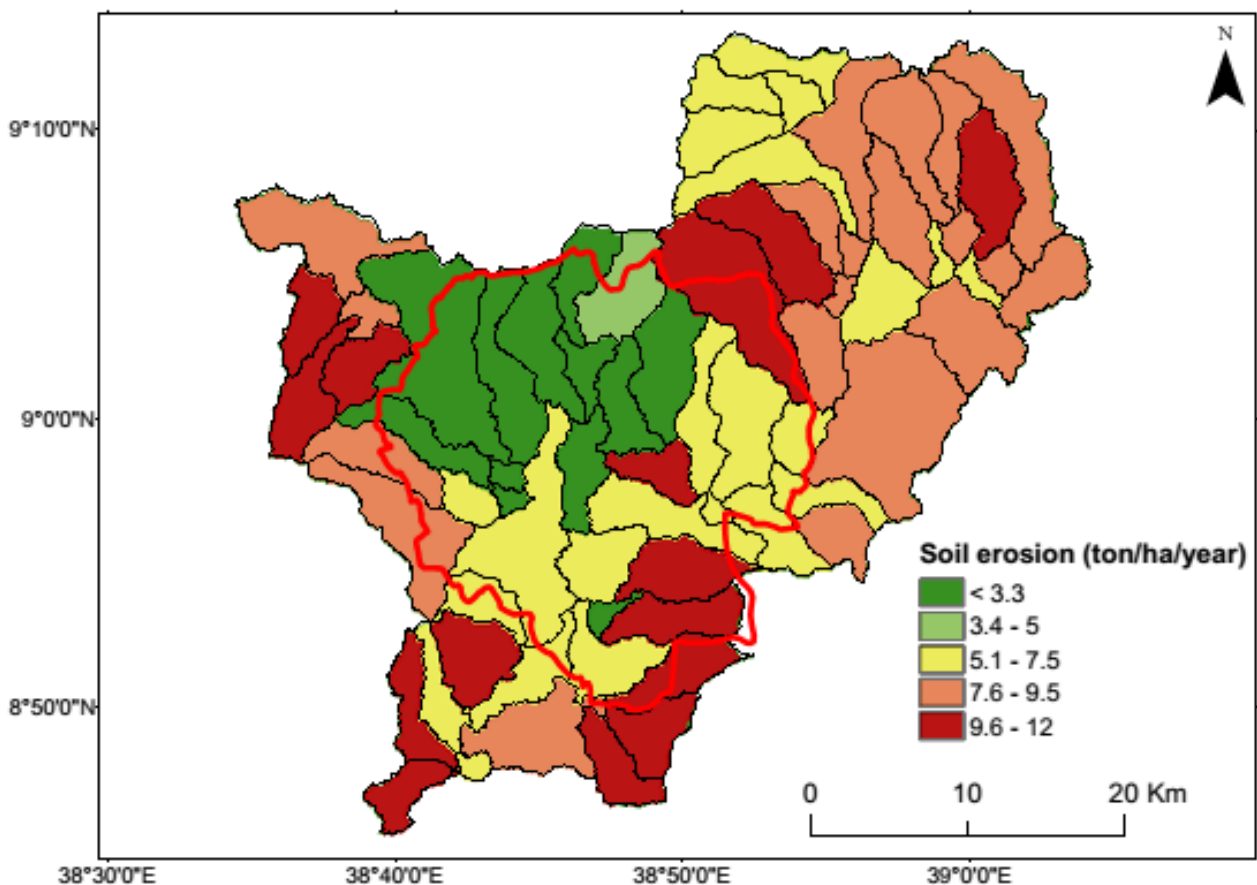 N
9°10'0"N
9°0'0"N
8°50'0"N
Soil erosion (ton/ha/year)
< 3.3
3.4 - 5
5.1 - 7.5
7.6 - 9.5
9.6 - 12
0 10 20 Km
38°30'0"E 38°40'0"E 38°50'0"E 39°0'0"E